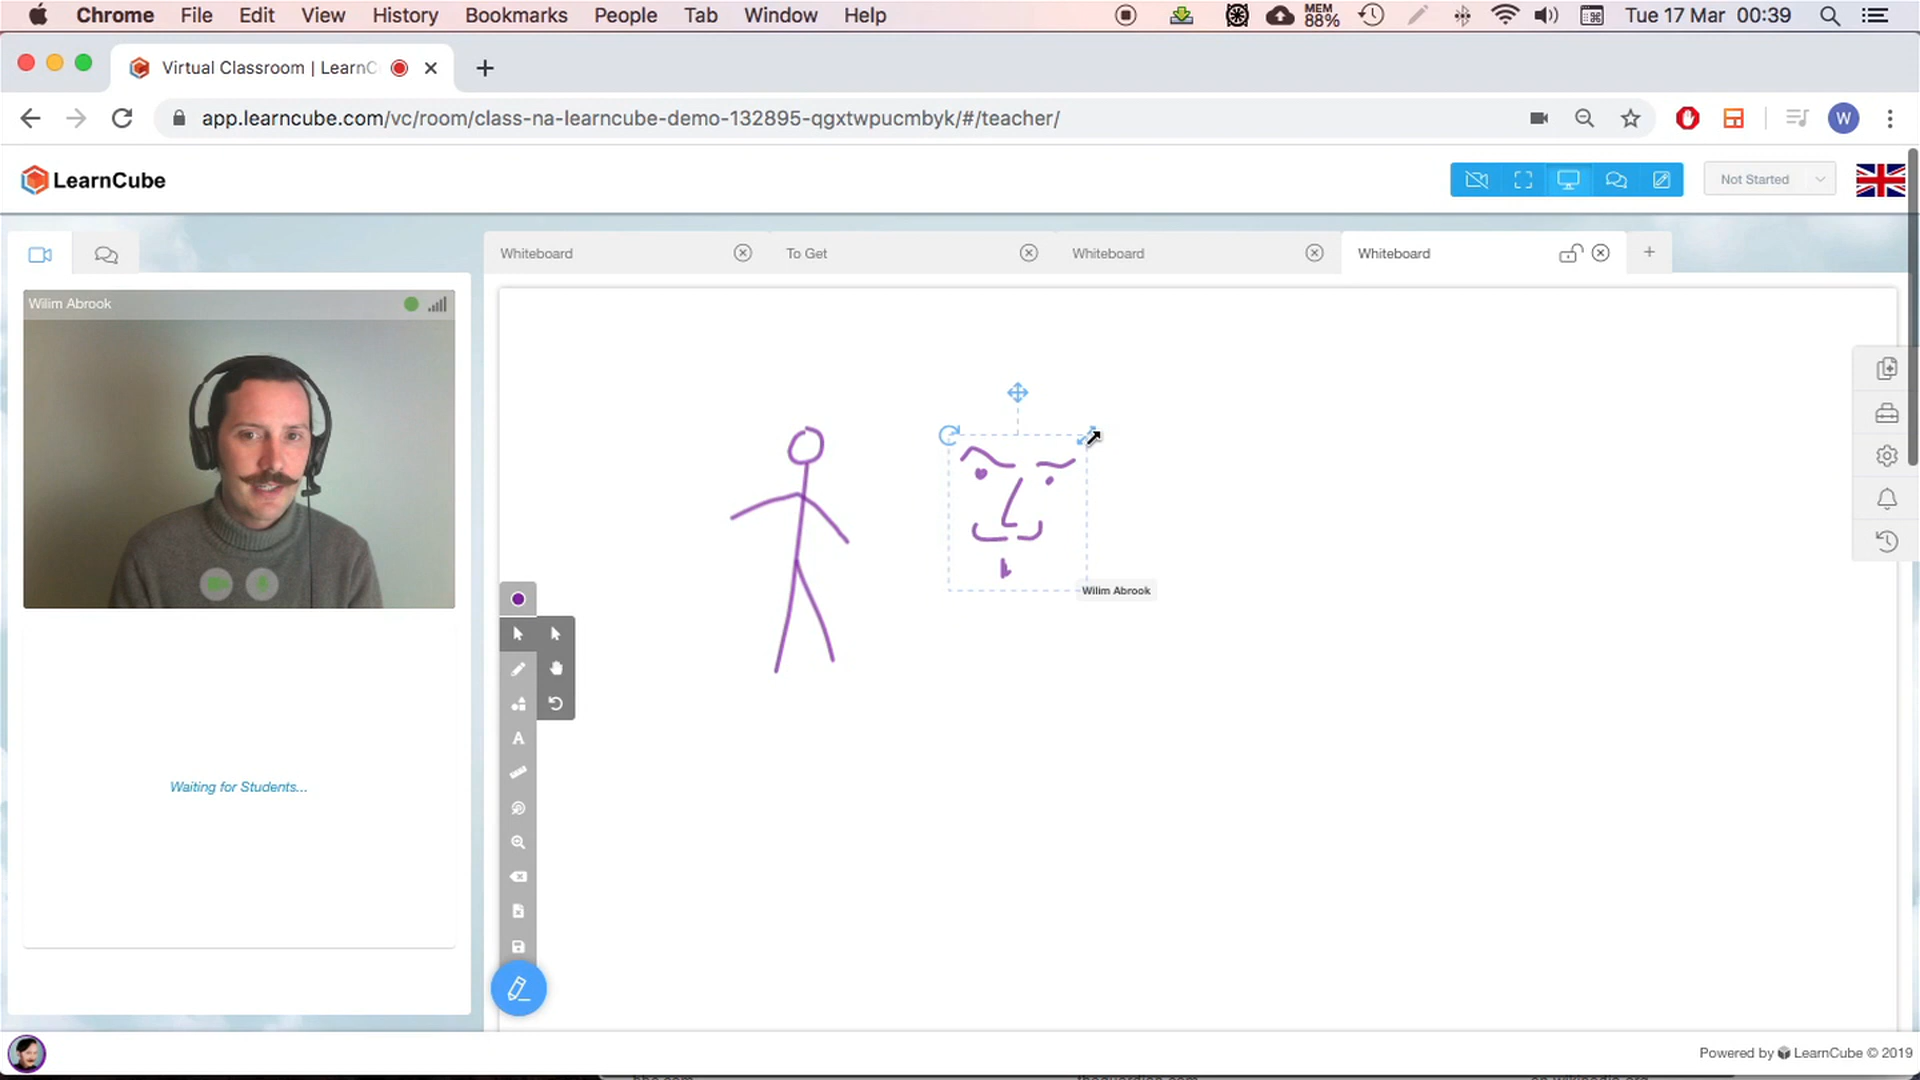 Chrome File Edit View History Bookmarks People Tab Window Help MEM 88% Tue 17 Mar 00:39
Virtual Classroom | LearnC
app.learncube.com/vc/room/class-na-learncube-demo-132895-qgxtwpucmbyk/#/teacher/ W
LearnCube Not Started
Whiteboard To Get Whiteboard Whiteboard
Wilim Abrook
Wilim Abrook
A
Waiting for Students...
Powered by LearnCube © 2019